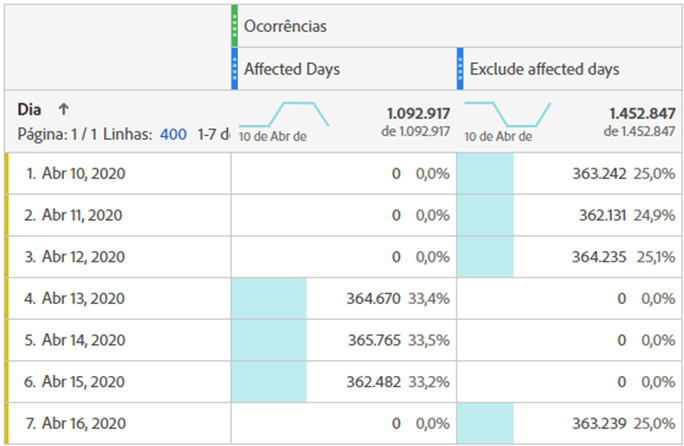 Ocorrências
Affected Days Exclude affected days
Dia ↑ 1.092.917 1.452.847
Página: 1 / 1 Linhas: 400 1-7 de 10 de Abr de de 1.092.917 10 de Abr de de 1.452.847
1. Abr 10, 2020 0 0,0% 363.242 25,0%
2. Abr 11, 2020 0 0,0% 362.131 24,9%
3. Abr 12, 2020 0 0,0% 364.235 25,1%
4. Abr 13, 2020 364.670 33,4% 0 0,0%
5. Abr 14, 2020 365.765 33,5% 0 0,0%
6. Abr 15, 2020 362.482 33,2% 0 0,0%
7. Abr 16, 2020 0 0,0% 363.239 25,0%